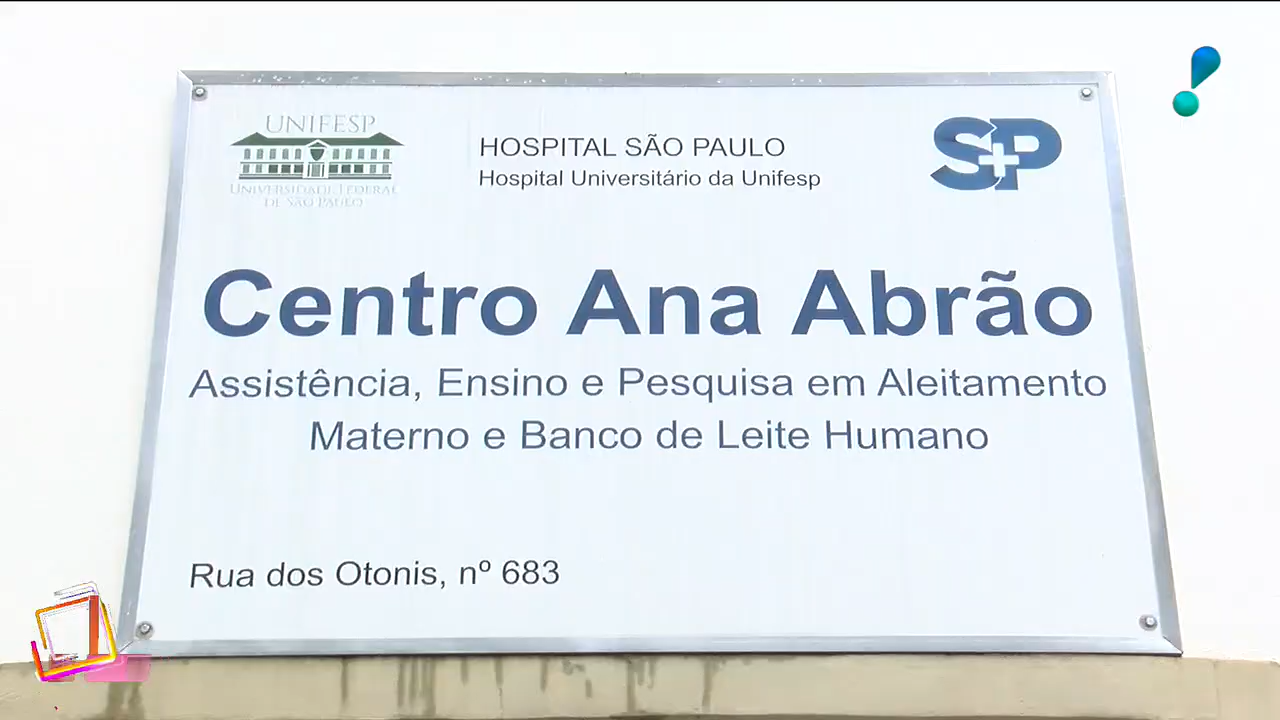 UNIFESP
UNIVERSIDADE FEDERAL
DE SÃO PAULO
HOSPITAL SÃO PAULO
Hospital Universitário da Unifesp
SP
Centro Ana Abrão
Assistência, Ensino e Pesquisa em Aleitamento
Materno e Banco de Leite Humano
Rua dos Otonis, nº 683